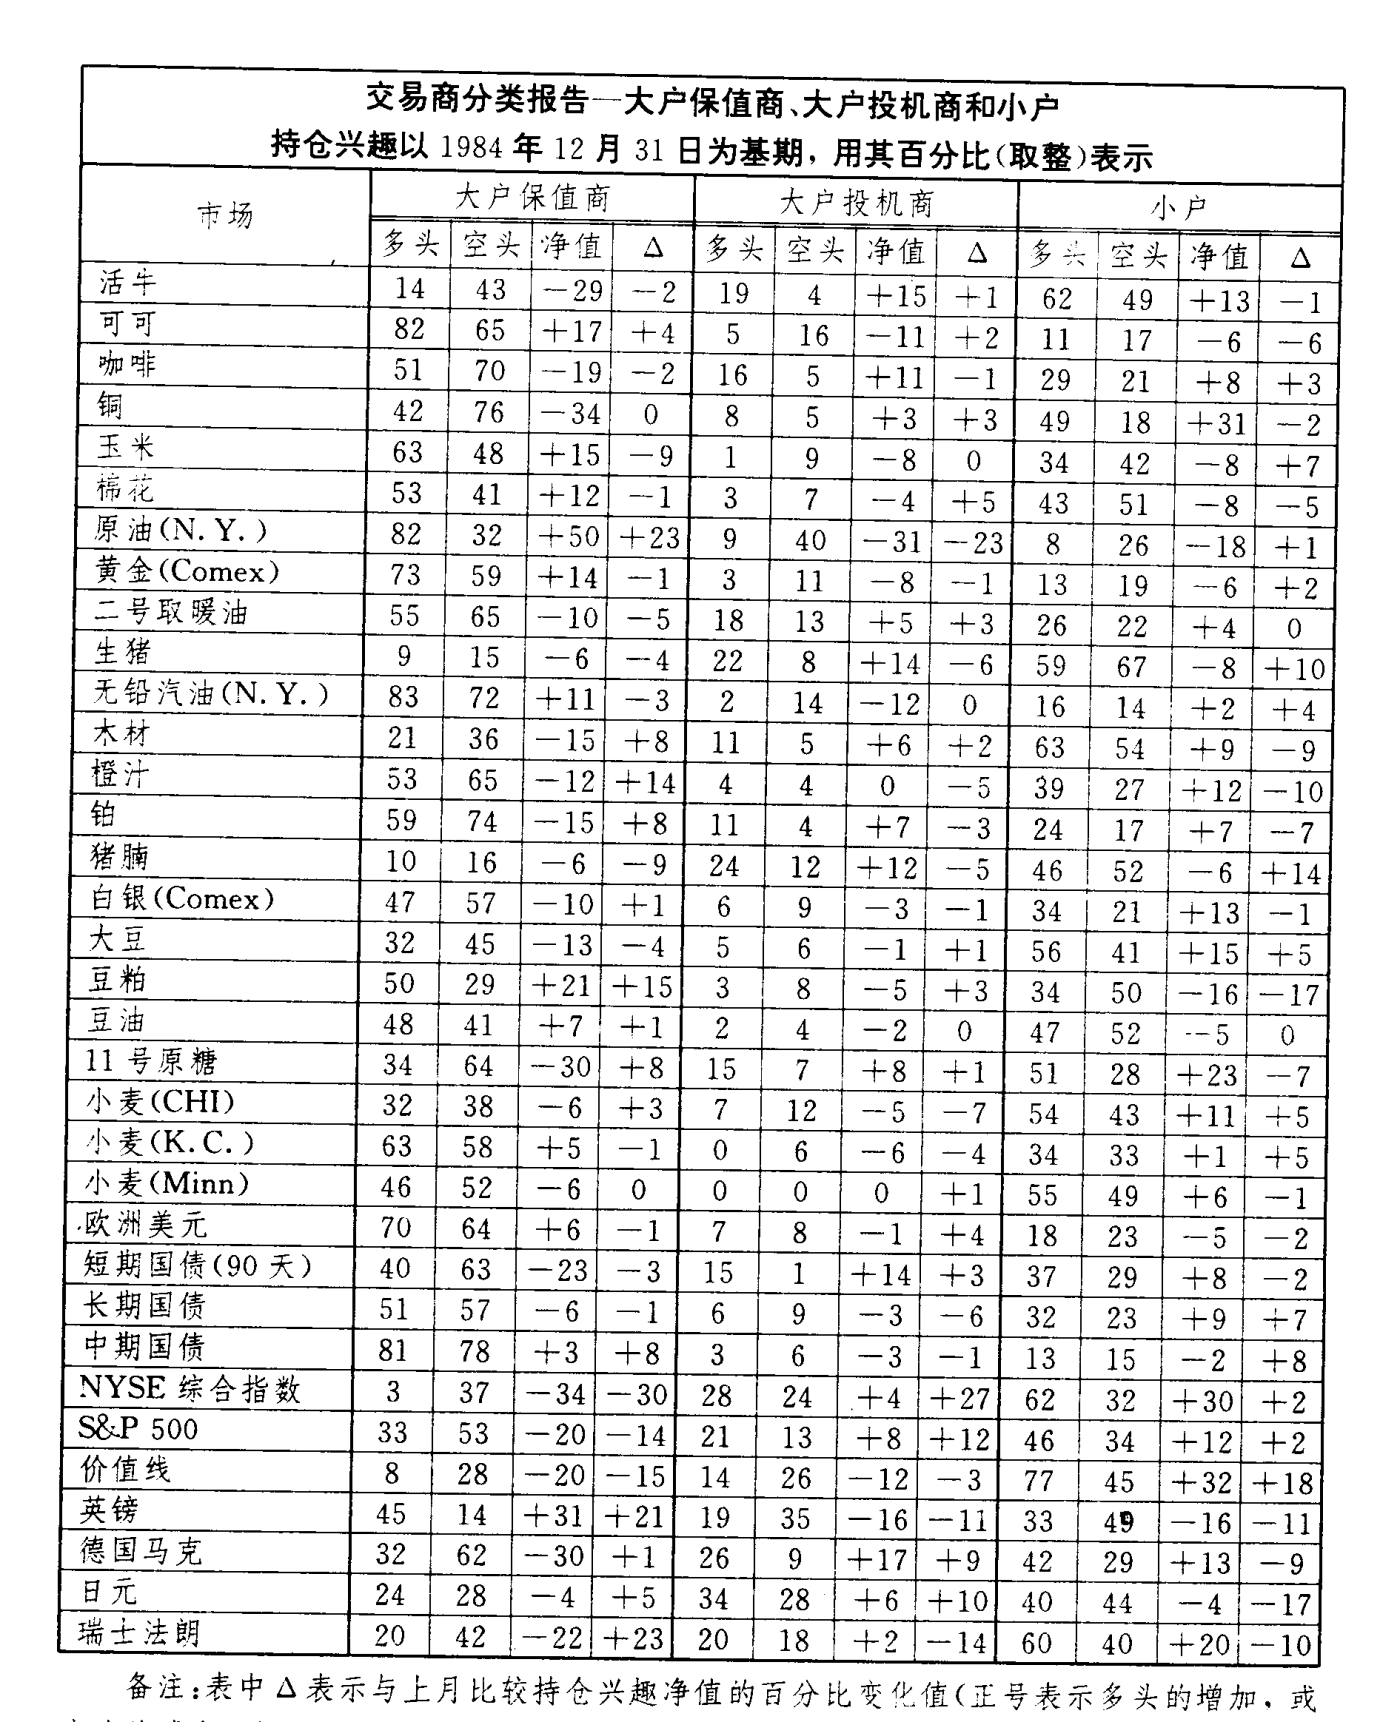 交易商分类报告—大户保值商、大户投机商和小户
持仓兴趣以 1984 年 12 月 31 日为基期，用其百分比(取整)表示
市场 大户保值商 大户投机商 小户
多头 空头 净值 Δ 多头 空头 净值 Δ 多头 空头 净值 Δ
活牛 14 43 －29 －2 19 4 ＋15 ＋1 62 49 ＋13 －1
可可 82 65 ＋17 ＋4 5 16 －11 ＋2 11 17 －6 －6
咖啡 51 70 －19 －2 16 5 ＋11 －1 29 21 ＋8 ＋3
铜 42 76 －34 0 8 5 ＋3 ＋3 49 18 ＋31 －2
玉米 63 48 ＋15 －9 1 9 －8 0 34 42 －8 ＋7
棉花 53 41 ＋12 －1 3 7 －4 ＋5 43 51 －8 －5
原油(N.Y.) 82 32 ＋50 ＋23 9 40 －31 －23 8 26 －18 ＋1
黄金(Comex) 73 59 ＋14 －1 3 11 －8 －1 13 19 －6 ＋2
二号取暖油 55 65 －10 －5 18 13 ＋5 ＋3 26 22 ＋4 0
生猪 9 15 －6 －4 22 8 ＋14 －6 59 67 －8 ＋10
无铅汽油(N.Y.) 83 72 ＋11 －3 2 14 －12 0 16 14 ＋2 ＋4
木材 21 36 －15 ＋8 11 5 ＋6 ＋2 63 54 ＋9 －9
橙汁 53 65 －12 ＋14 4 4 0 －5 39 27 ＋12 －10
铂 59 74 －15 ＋8 11 4 ＋7 －3 24 17 ＋7 －7
猪腩 10 16 －6 －9 24 12 ＋12 －5 46 52 －6 ＋14
白银(Comex) 47 57 －10 ＋1 6 9 －3 －1 34 21 ＋13 －1
大豆 32 45 －13 －4 5 6 －1 ＋1 56 41 ＋15 ＋5
豆粕 50 29 ＋21 ＋15 3 8 －5 ＋3 34 50 －16 －17
豆油 48 41 ＋7 ＋1 2 4 －2 0 47 52 －5 0
11 号原糖 34 64 －30 ＋8 15 7 ＋8 ＋1 51 28 ＋23 －7
小麦(CHI) 32 38 －6 ＋3 7 12 －5 －7 54 43 ＋11 ＋5
小麦(K.C.) 63 58 ＋5 －1 0 6 －6 －4 34 33 ＋1 ＋5
小麦(Minn) 46 52 －6 0 0 0 0 ＋1 55 49 ＋6 －1
欧洲美元 70 64 ＋6 －1 7 8 －1 ＋4 18 23 －5 －2
短期国债(90 天) 40 63 －23 －3 15 1 ＋14 ＋3 37 29 ＋8 －2
长期国债 51 57 －6 －1 6 9 －3 －6 32 23 ＋9 ＋7
中期国债 81 78 ＋3 ＋8 3 6 －3 －1 13 15 －2 ＋8
NYSE 综合指数 3 37 －34 －30 28 24 ＋4 ＋27 62 32 ＋30 ＋2
S&P 500 33 53 －20 －14 21 13 ＋8 ＋12 46 34 ＋12 ＋2
价值线 8 28 －20 －15 14 26 －12 －3 77 45 ＋32 ＋18
英镑 45 14 ＋31 ＋21 19 35 －16 －11 33 49 －16 －11
德国马克 32 62 －30 ＋1 26 9 ＋17 ＋9 42 29 ＋13 －9
日元 24 28 －4 ＋5 34 28 ＋6 ＋10 40 44 －4 －17
瑞士法朗 20 42 －22 ＋23 20 18 ＋2 －14 60 40 ＋20 －10
备注：表中 Δ 表示与上月比较持仓兴趣净值的百分比变化值(正号表示多头的增加，或